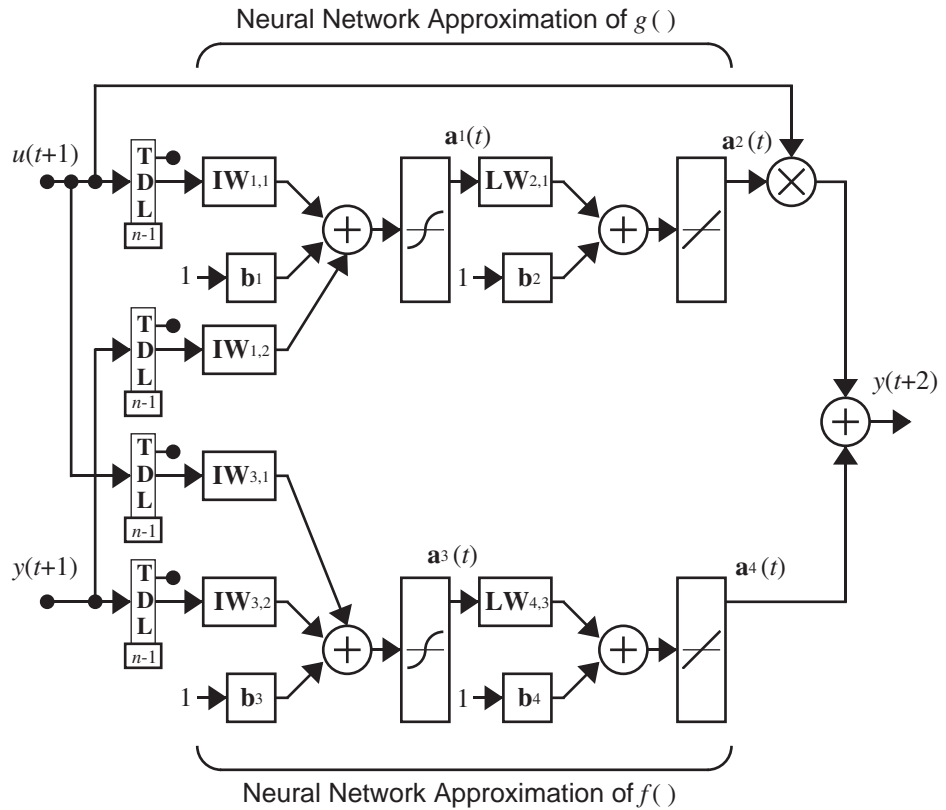 Neural Network Approximation of g ( )
a1(t)
a2 (t)
u(t+1)
T
D
L
n-1
IW1,1
LW2,1
1
b1
1
b2
T
D
L
n-1
IW1,2
y(t+2)
T
D
L
n-1
IW3,1
y(t+1)
T
D
L
n-1
IW3,2
a3 (t)
LW4,3
a4 (t)
1
b3
1
b4
Neural Network Approximation of f ( )